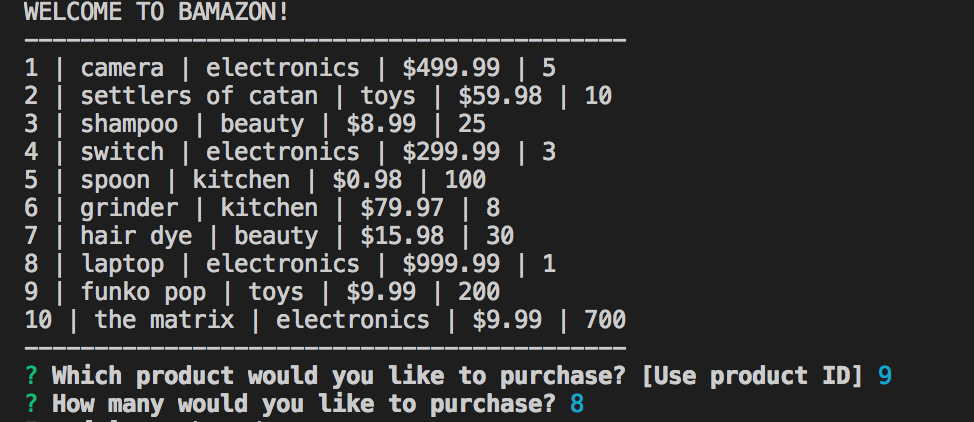 WELCOME TO BAMAZON!
-------------------------------------------
1 | camera | electronics | $499.99 | 5
2 | settlers of catan | toys | $59.98 | 10
3 | shampoo | beauty | $8.99 | 25
4 | switch | electronics | $299.99 | 3
5 | spoon | kitchen | $0.98 | 100
6 | grinder | kitchen | $79.97 | 8
7 | hair dye | beauty | $15.98 | 30
8 | laptop | electronics | $999.99 | 1
9 | funko pop | toys | $9.99 | 200
10 | the matrix | electronics | $9.99 | 700
-------------------------------------------
? Which product would you like to purchase? [Use product ID] 9
? How many would you like to purchase? 8